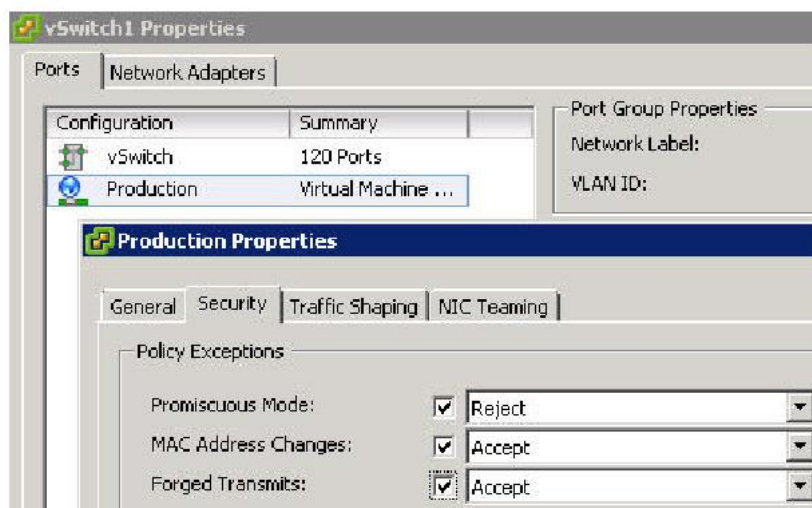 vSwitch1 Properties
Ports
Network Adapters
Configuration
Summary
vSwitch
120 Ports
Production
Virtual Machine ...
Port Group Properties
Network Label:
VLAN ID:
Production Properties
General
Security
Traffic Shaping
NIC Teaming
Policy Exceptions
Promiscuous Mode:
Reject
MAC Address Changes:
Accept
Forged Transmits:
Accept